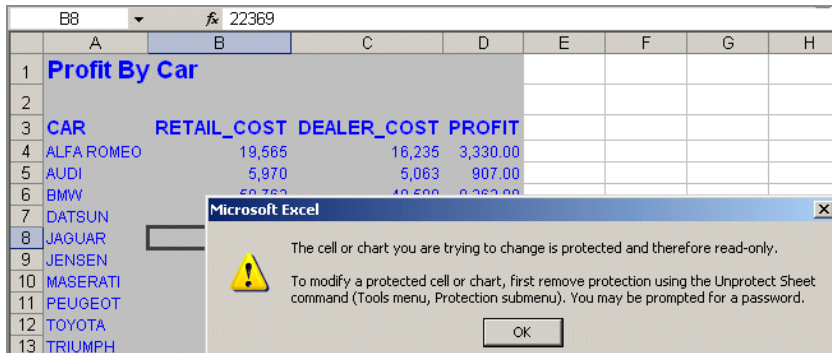 B8 fx 22369
A B C D E F G H
1 Profit By Car
2
3 CAR RETAIL_COST DEALER_COST PROFIT
4 ALFA ROMEO 19,565 16,235 3,330.00
5 AUDI 5,970 5,063 907.00
6 BMW
7 DATSUN
8 JAGUAR
9 JENSEN
10 MASERATI
11 PEUGEOT
12 TOYOTA
13 TRIUMPH
Microsoft Excel
The cell or chart you are trying to change is protected and therefore read-only.
To modify a protected cell or chart, first remove protection using the Unprotect Sheet
command (Tools menu, Protection submenu). You may be prompted for a password.
OK